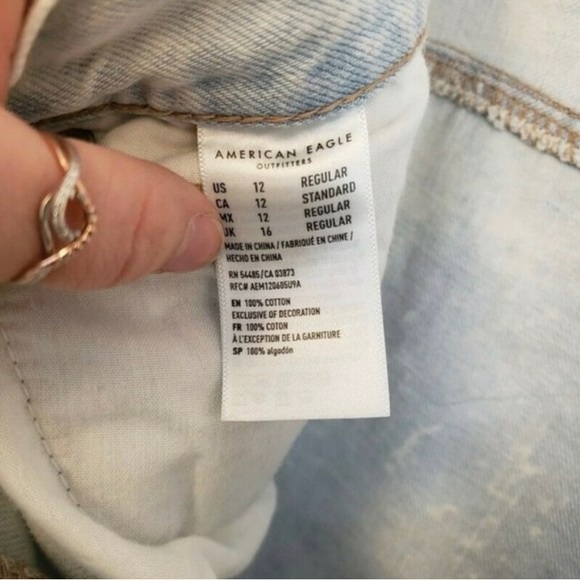 AMERICAN EAGLE
OUTFITTERS
US 12 REGULAR
CA 12 STANDARD
MX 12 REGULAR
UK 16 REGULAR
MADE IN CHINA / FABRIQUÉ EN CHINE /
HECHO EN CHINA
RN 54485/CA 03873
RFC# AEM120605U9A
EN 100% COTTON
EXCLUSIVE OF DECORATION
FR 100% COTON
À L'EXCEPTION DE LA GARNITURE
SP 100% algodón